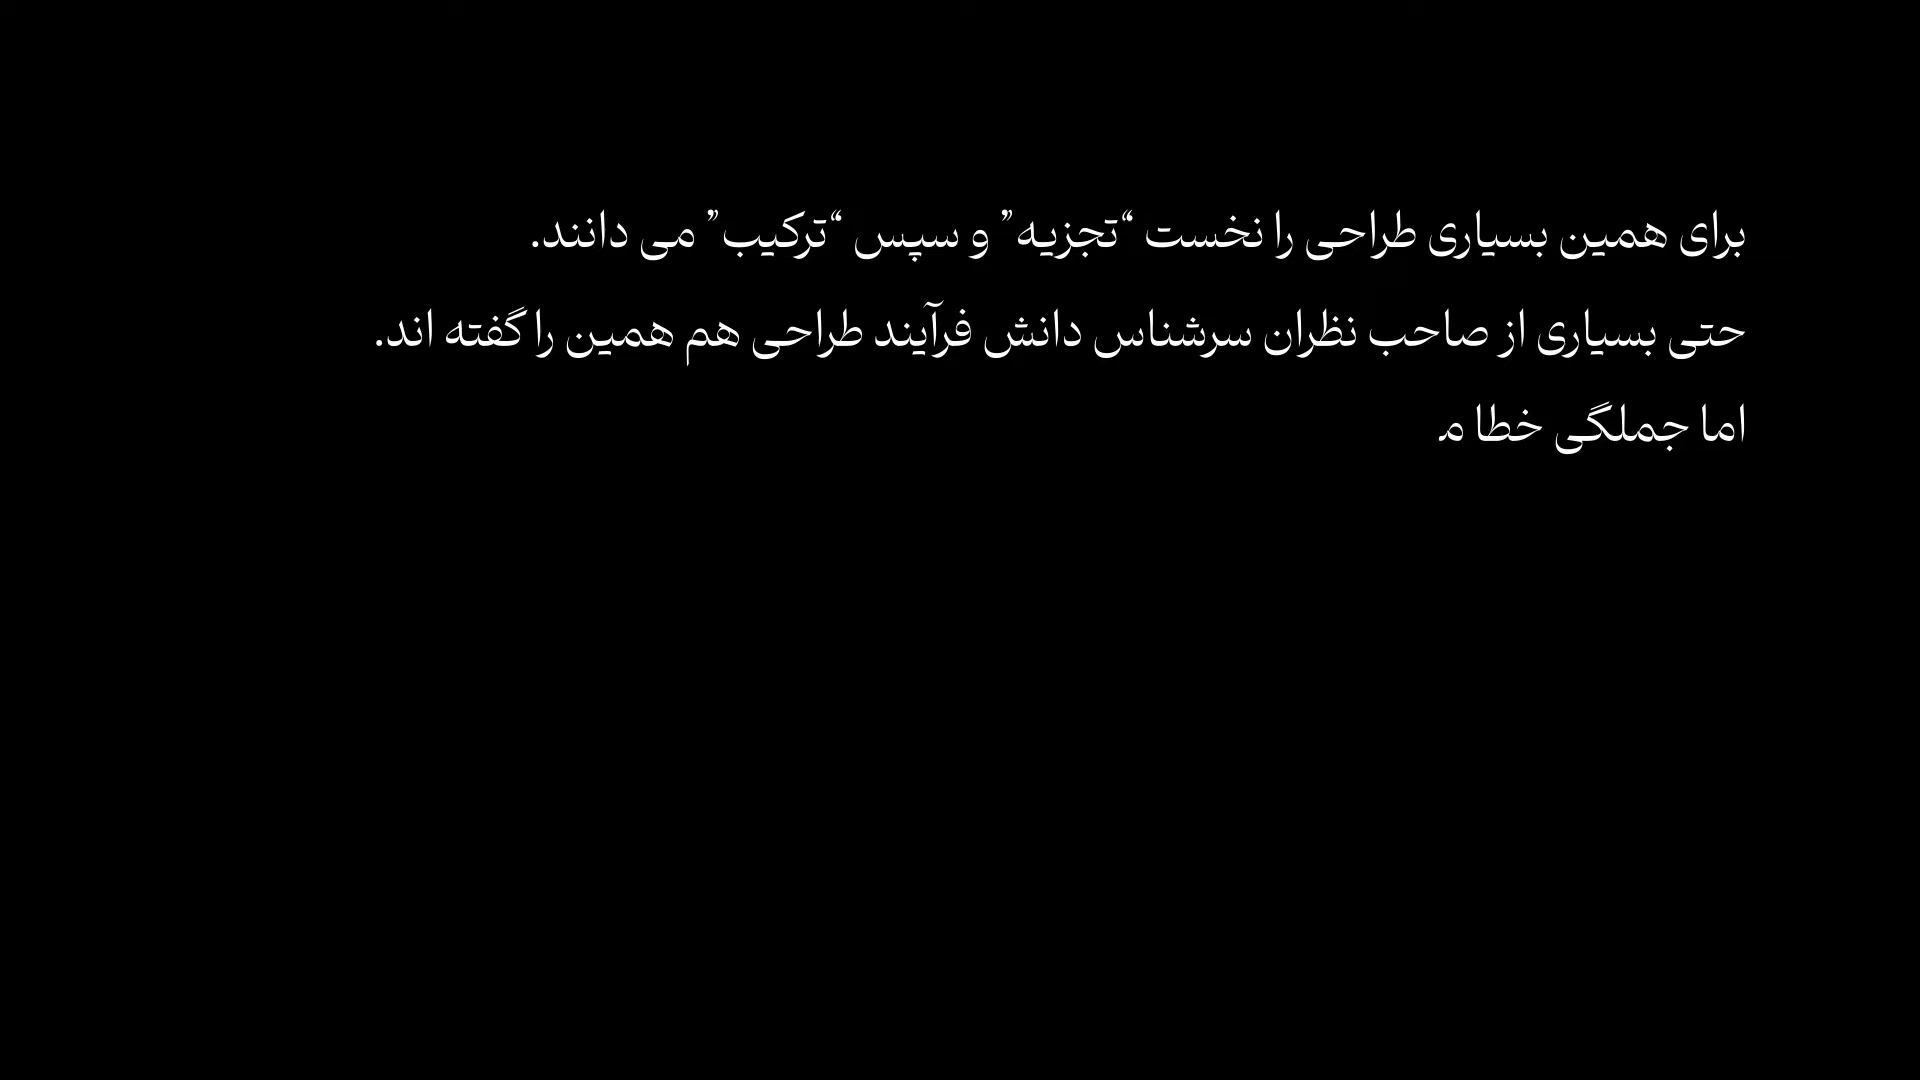 برای همین بسیاری طراحی را نخست “تجزیه” و سپس “ترکیب” می دانند.
حتی بسیاری از صاحب نظران سرشناس دانش فرآیند طراحی هم همین را گفته اند.
اما جملگی خطا مـ